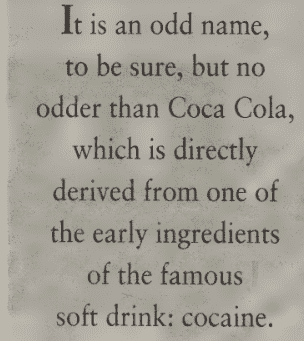 It is an odd name,
to be sure, but no
odder than Coca Cola,
which is directly
derived from one of
the early ingredients
of the famous
soft drink: cocaine.